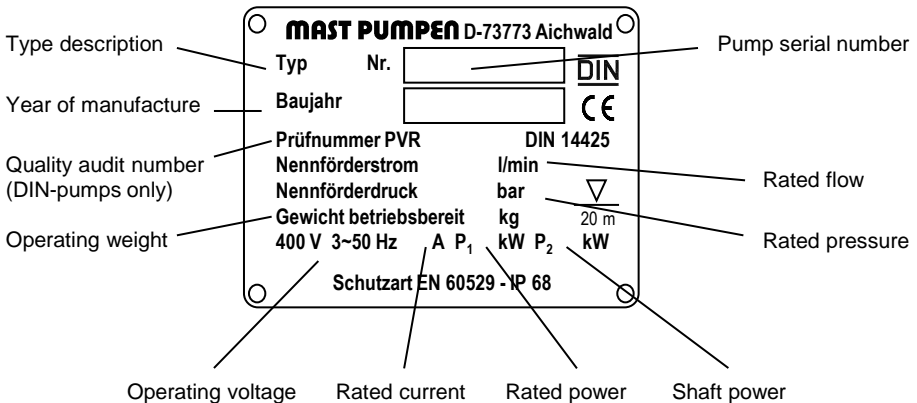 MAST PUMPEN D-73773 Aichwald
Type description
Typ Nr.
DIN
Pump serial number
Year of manufacture
Baujahr
CE
Quality audit number
(DIN-pumps only)
Prüfnummer PVR DIN 14425
Nennförderstrom l/min
Rated flow
Nennförderdruck bar
Operating weight
Gewicht betriebsbereit kg
20 m
Rated pressure
400 V 3~50 Hz A P₁ kW P₂ kW
Schutzart EN 60529 - IP 68
Operating voltage
Rated current
Rated power
Shaft power